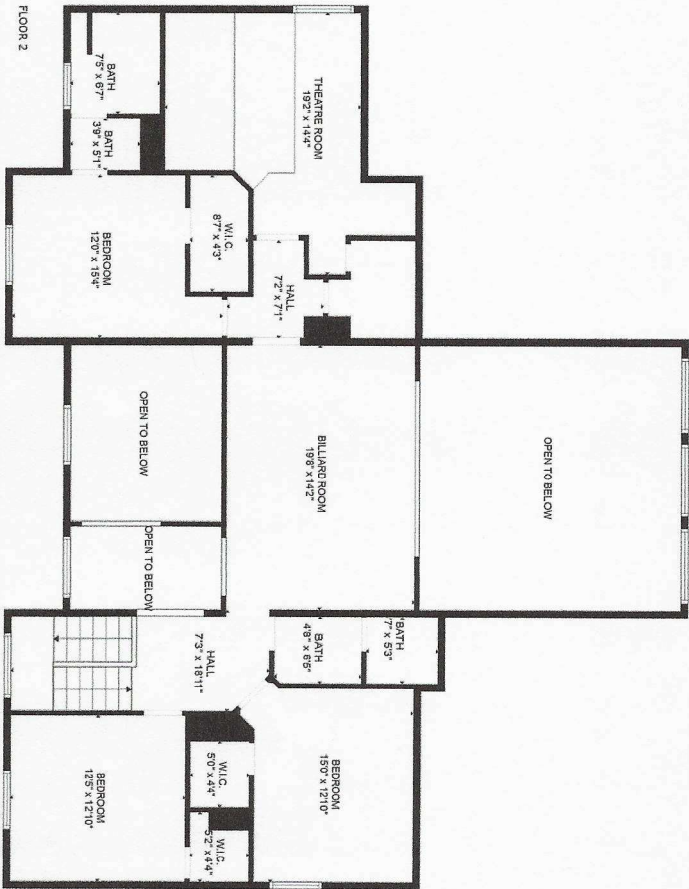 OPEN TO BELOW
BATH
7" x 5'3"
THEATRE ROOM
19'2" x 14'4"
BILLIARD ROOM
19'8" x 14'2"
BATH
4'8" x 6'5"
BEDROOM
15'0" x 12'10"
HALL
7'2" x 7'1"
W.I.C.
8'7" x 4'3"
W.I.C.
5'0" x 4'4"
W.I.C.
5'2" x 4'4"
HALL
7'3" x 16'11"
OPEN TO BELOW
OPEN TO BELOW
BATH
7'5" x 6'7"
BATH
3'9" x 5'1"
BEDROOM
12'0" x 15'4"
BEDROOM
12'5" x 12'10"
FLOOR 2